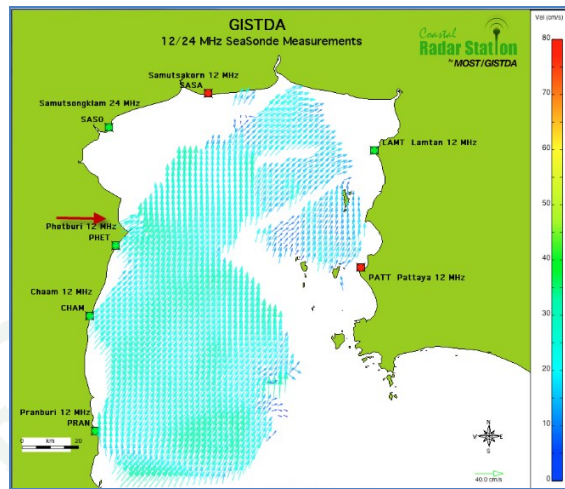 GISTDA
12/24 MHz SeaSonde Measurements
Coastal
Radar Station
by MOST/GISTDA
Vel (cm/s)
80
70
60
50
40
30
20
10
0
Samutsakorn 12 MHz
SASA
Samutsongklam 24 MHz
SASO
LAMT Lamtan 12 MHz
Phetburi 12 MHz
PHET
PATT Pattaya 12 MHz
Chaam 12 MHz
CHAM
Pranburi 12 MHz
PRAN
km
0 20
N
W E
S
40.0 cm/s